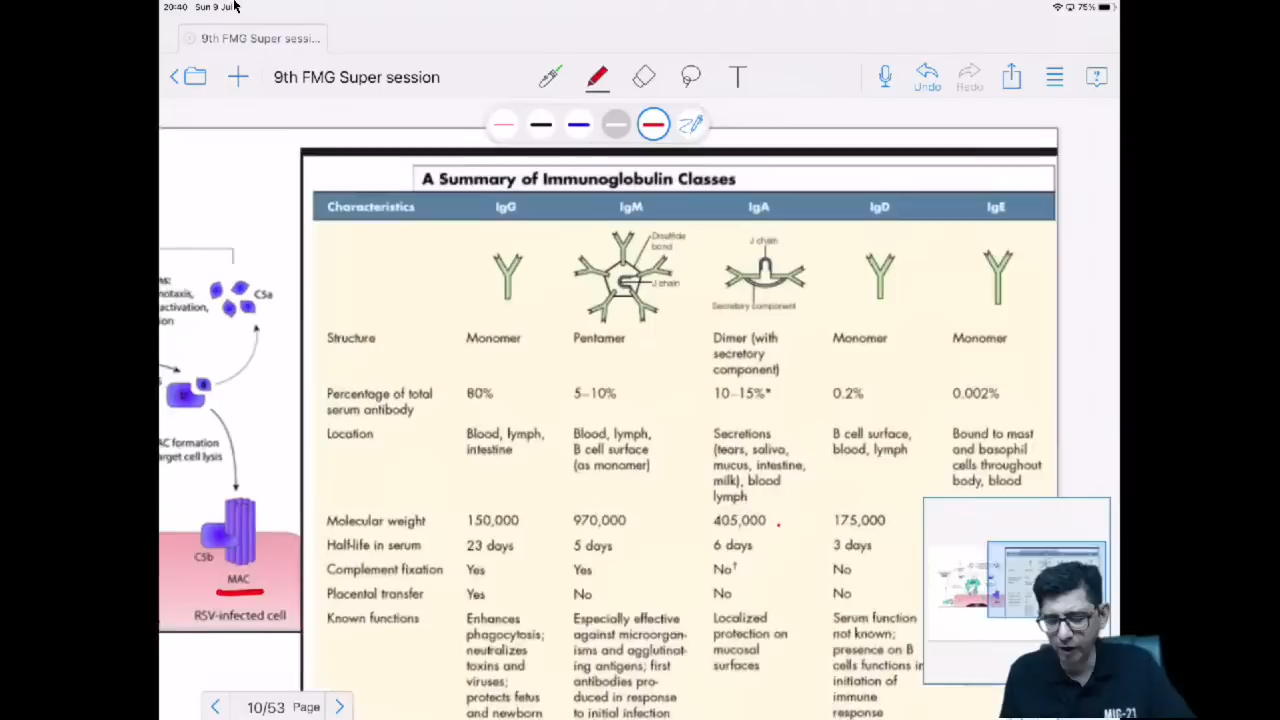 20:40 Sun 9 Jul
75%
9th FMG Super sessi...
9th FMG Super session
T
Undo
Redo
A Summary of Immunoglobulin Classes
Characteristics IgG IgM IgA IgD IgE
Disulfide bond
J chain
J chain
Secretory component
Structure Monomer Pentamer Dimer (with secretory component) Monomer Monomer
Percentage of total serum antibody 80% 5–10% 10–15%* 0.2% 0.002%
Location Blood, lymph, intestine Blood, lymph, B cell surface (as monomer) Secretions (tears, saliva, mucus, intestine, milk), blood lymph B cell surface, blood, lymph Bound to mast and basophil cells throughout body, blood
Molecular weight 150,000 970,000 405,000 175,000
Half-life in serum 23 days 5 days 6 days 3 days
Complement fixation Yes Yes No† No
Placental transfer Yes No No No
Known functions Enhances phagocytosis; neutralizes toxins and viruses; protects fetus and newborn Especially effective against microorgan-isms and agglutinat-ing antigens; first antibodies pro-duced in response to initial infection Localized protection on mucosal surfaces Serum function not known; presence on B cells functions in initiation of immune response
C5a
C5b
MAC
RSV-infected cell
10/53 Page
MIG-21